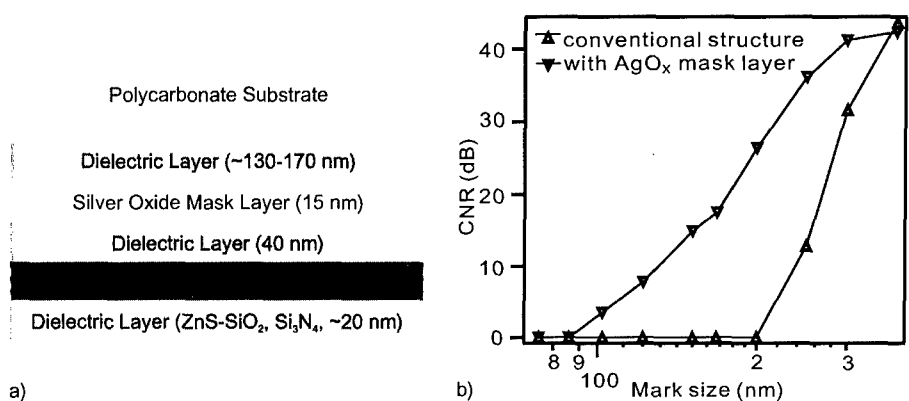 Polycarbonate Substrate
Dielectric Layer (~130-170 nm)
Silver Oxide Mask Layer (15 nm)
Dielectric Layer (40 nm)
Dielectric Layer (ZnS-SiO₂, Si₃N₄, ~20 nm)
a)
conventional structure
with AgOₓ mask layer
CNR (dB)
40
30
20
10
0
8 9 100 2 3
Mark size (nm)
b)